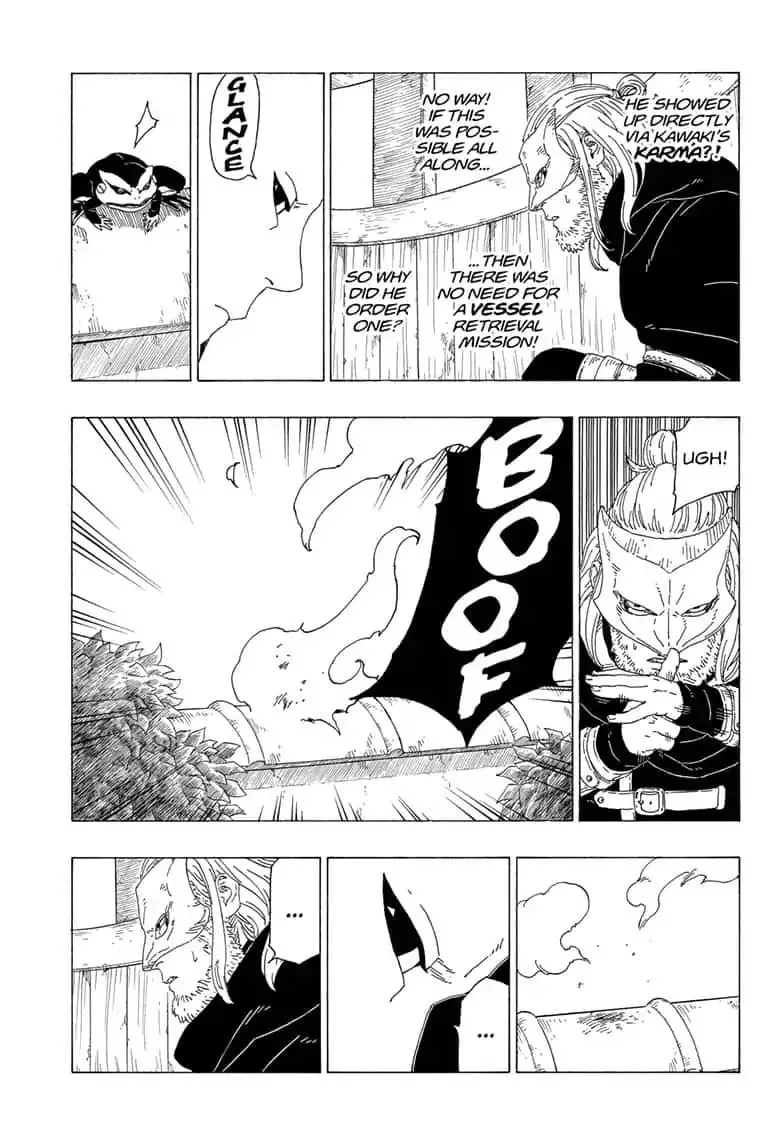 HE SHOWED
UP DIRECTLY
VIA KAWAKI'S
KARMA?!
NO WAY!
IF THIS
WAS POS-
SIBLE ALL
ALONG...
...THEN
THERE WAS
NO NEED FOR
A VESSEL
RETRIEVAL
MISSION!
SO WHY
DID HE
ORDER
ONE?
GLANCE
UGH!
BOOF
...
...